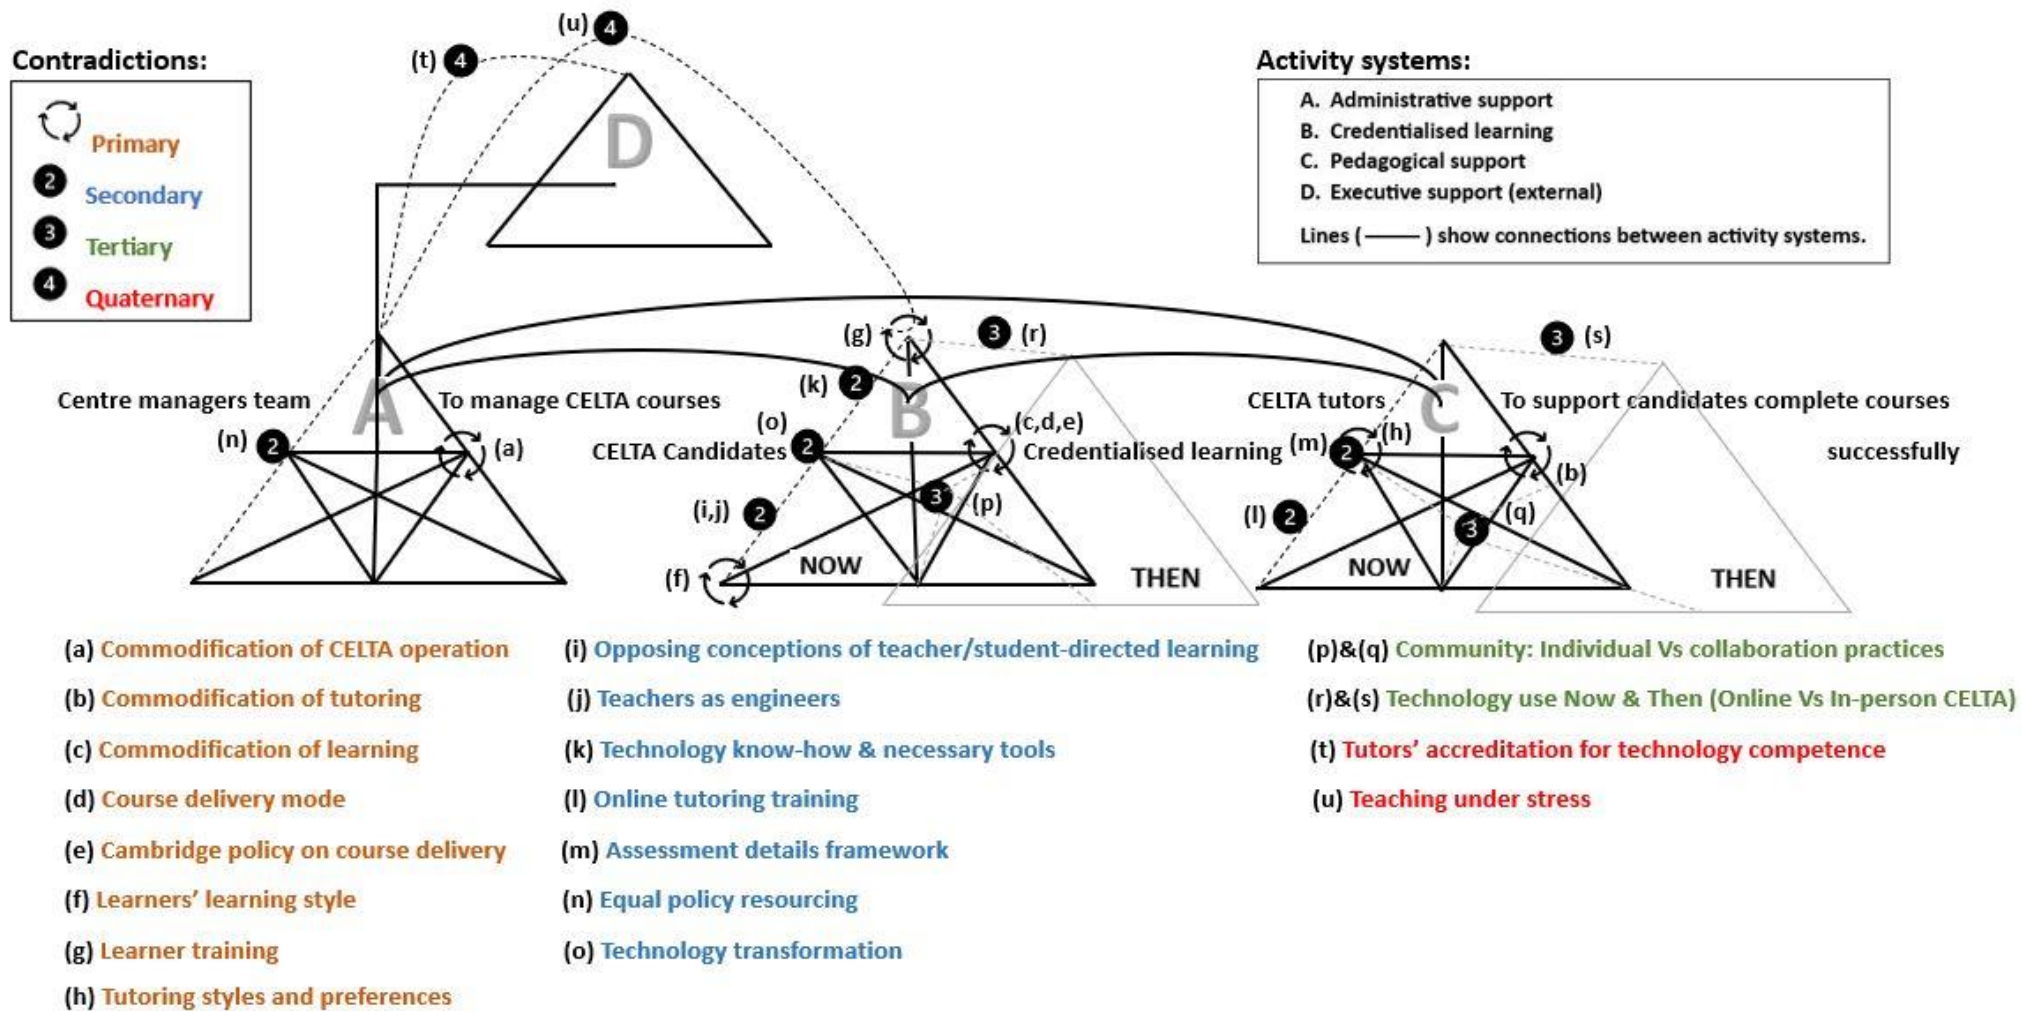 Contradictions:
Primary
2 Secondary
3 Tertiary
4 Quaternary
(t) 4
(u) 4
D
Activity systems:
A. Administrative support
B. Credentialised learning
C. Pedagogical support
D. Executive support (external)
Lines ( —— ) show connections between activity systems.
Centre managers team
A
To manage CELTA courses
(n) 2
(a)
(g)
3 (r)
(k) 2
B
(o)
2
CELTA Candidates
(c,d,e)
Credentialised learning
(i,j) 2
3 (p)
(f)
NOW
THEN
3 (s)
CELTA tutors
C
To support candidates complete courses
successfully
(m) 2 (h)
(b)
(l) 2
3 (q)
NOW
THEN
(a) Commodification of CELTA operation
(b) Commodification of tutoring
(c) Commodification of learning
(d) Course delivery mode
(e) Cambridge policy on course delivery
(f) Learners’ learning style
(g) Learner training
(h) Tutoring styles and preferences
(i) Opposing conceptions of teacher/student-directed learning
(j) Teachers as engineers
(k) Technology know-how & necessary tools
(l) Online tutoring training
(m) Assessment details framework
(n) Equal policy resourcing
(o) Technology transformation
(p)&(q) Community: Individual Vs collaboration practices
(r)&(s) Technology use Now & Then (Online Vs In-person CELTA)
(t) Tutors’ accreditation for technology competence
(u) Teaching under stress